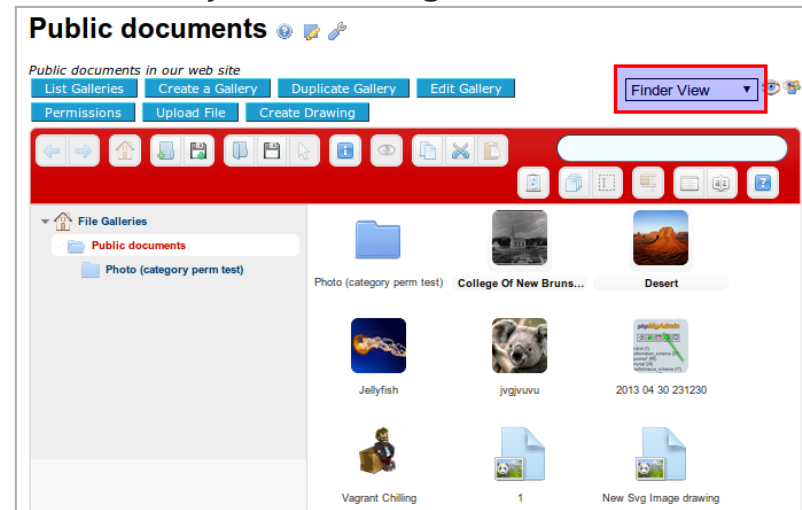 Public documents
Public documents in our web site
List Galleries Create a Gallery Duplicate Gallery Edit Gallery
Finder View
Permissions Upload File Create Drawing
File Galleries
Public documents
Photo (category perm test)
Photo (category perm test) College Of New Bruns... Desert
phpMyAdmin
Jellyfish jvgjvuvu 2013 04 30 231230
Vagrant Chilling 1 New Svg Image drawing